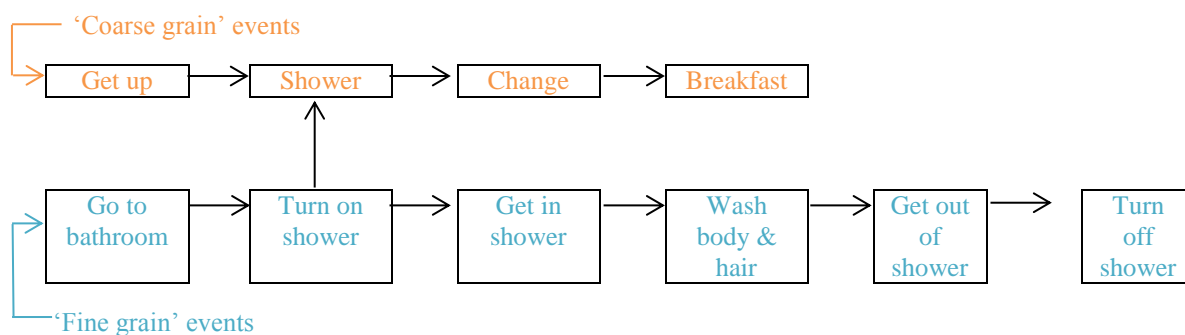 ‘Coarse grain’ events
Get up
Shower
Change
Breakfast
Go to
bathroom
Turn on
shower
Get in
shower
Wash
body &
hair
Get out
of
shower
Turn
off
shower
‘Fine grain’ events